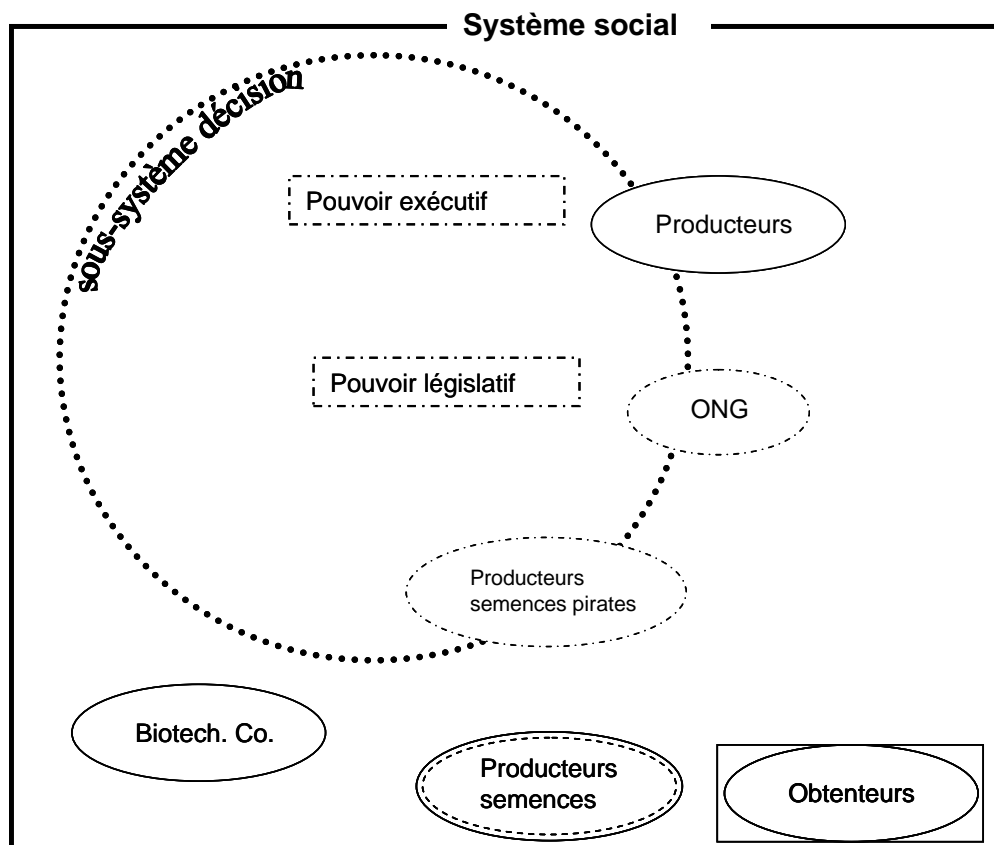 Système social
sous-système décision
Pouvoir exécutif
Producteurs
Pouvoir législatif
ONG
Producteurs
semences pirates
Biotech. Co.
Producteurs
semences
Obtenteurs